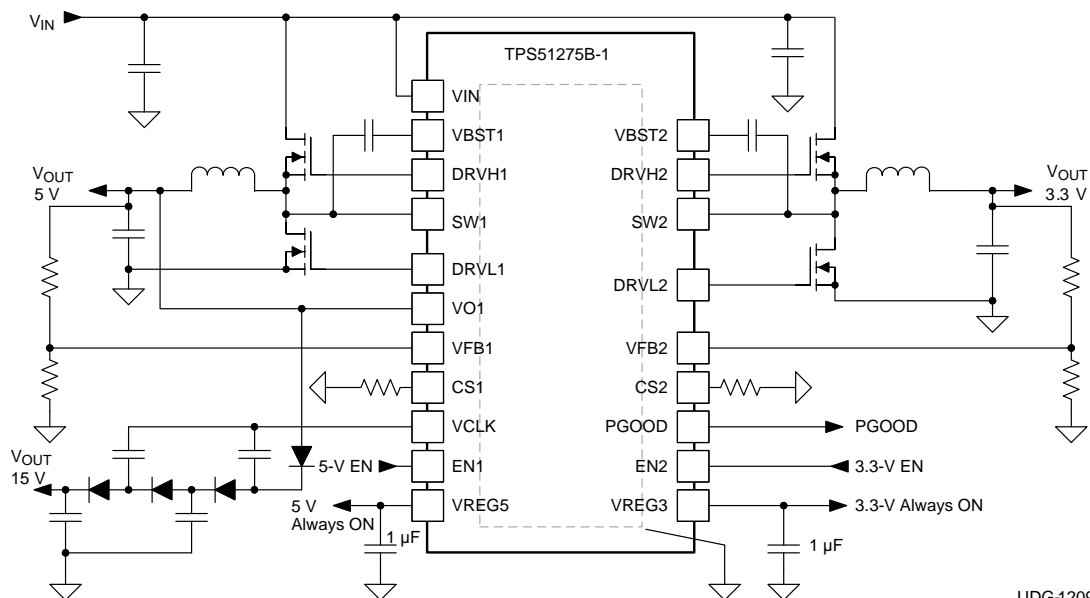 VIN
TPS51275B-1
VIN
VBST1
VBST2
DRVH1
DRVH2
VOUT
5 V
VOUT
3.3 V
SW1
SW2
DRVL1
DRVL2
VO1
VFB1
VFB2
CS1
CS2
VCLK
PGOOD
PGOOD
VOUT
15 V
5-V EN
EN1
EN2
3.3-V EN
5 V
Always ON
VREG5
VREG3
3.3-V Always ON
1 µF
1 µF